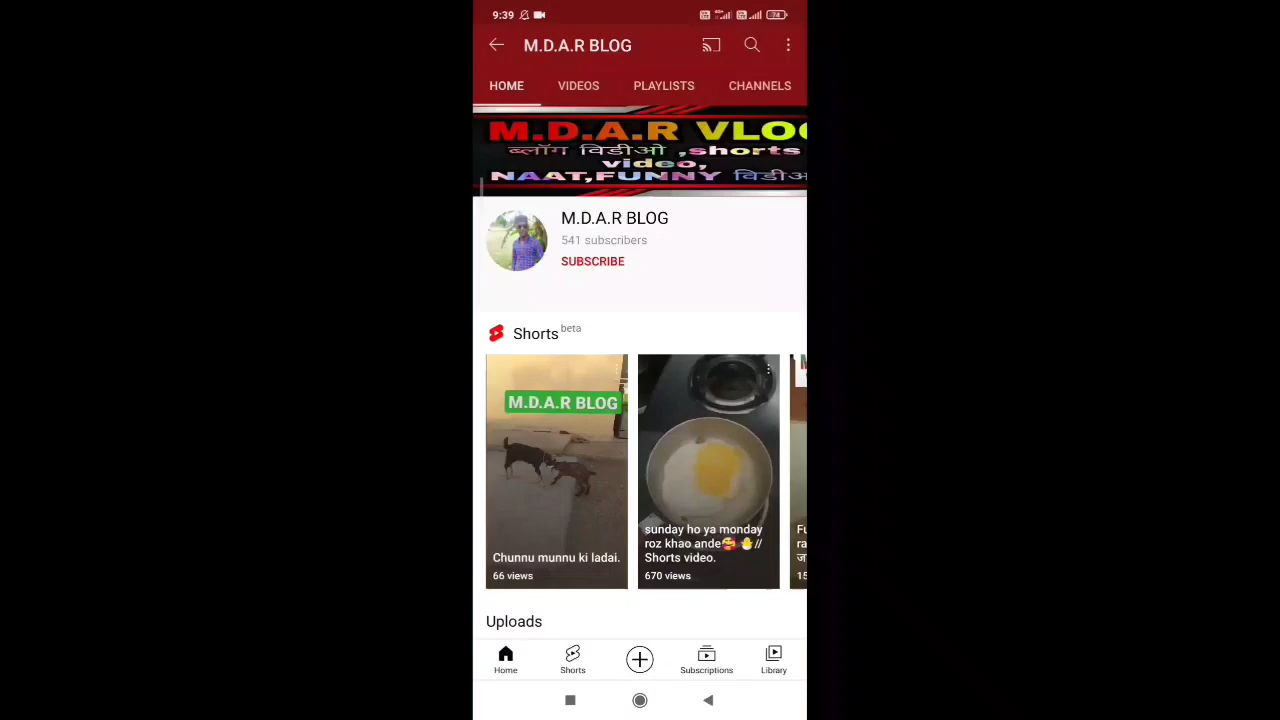 9:39
74
M.D.A.R BLOG
HOME VIDEOS PLAYLISTS CHANNELS
M.D.A.R VLO
ब्लॉग विडीओ ,shorts
video,
NAAT,FUNNY विडीअ
M.D.A.R BLOG
541 subscribers
SUBSCRIBE
Shorts beta
M.D.A.R BLOG
Chunnu munnu ki ladai.
66 views
sunday ho ya monday
roz khao ande🥰🐣//
Shorts video.
670 views
Uploads
Home Shorts Subscriptions Library